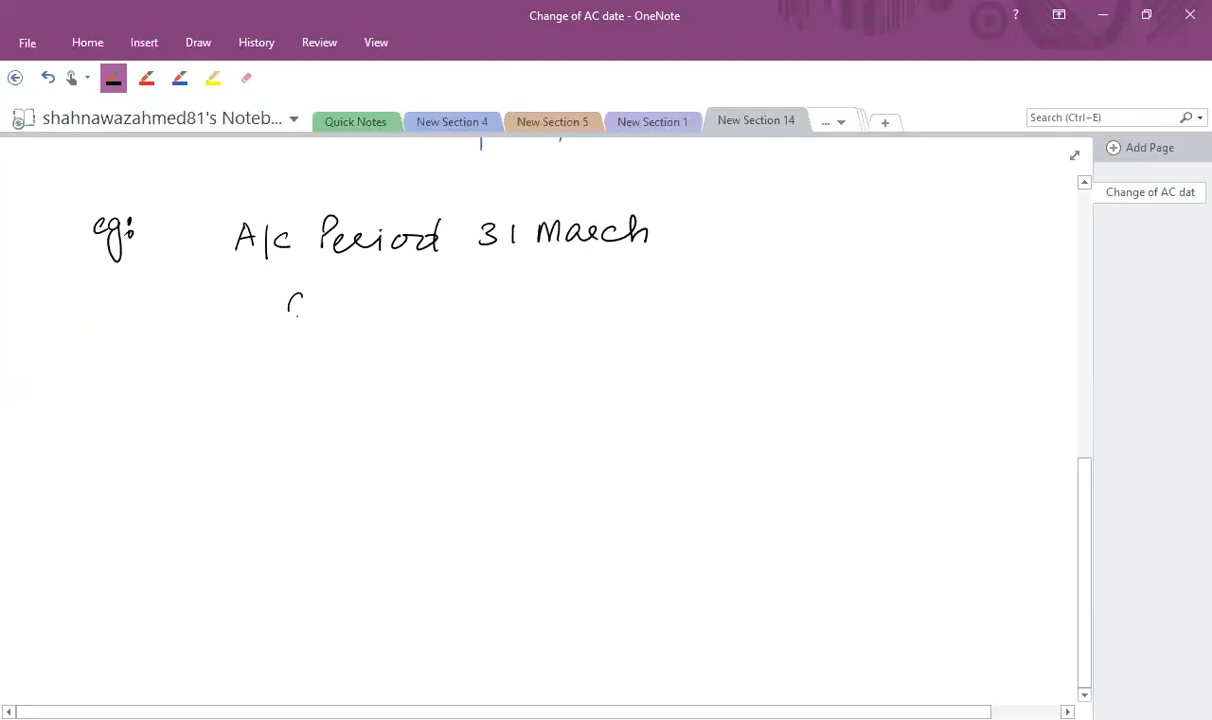 Change of AC date - OneNote
?
File Home Insert Draw History Review View
shahnawazahmed81's Noteb... Quick Notes New Section 4 New Section 5 New Section 1 New Section 14 ... + Search (Ctrl+E)
Add Page
Change of AC dat
eg: A/c Period 31 March